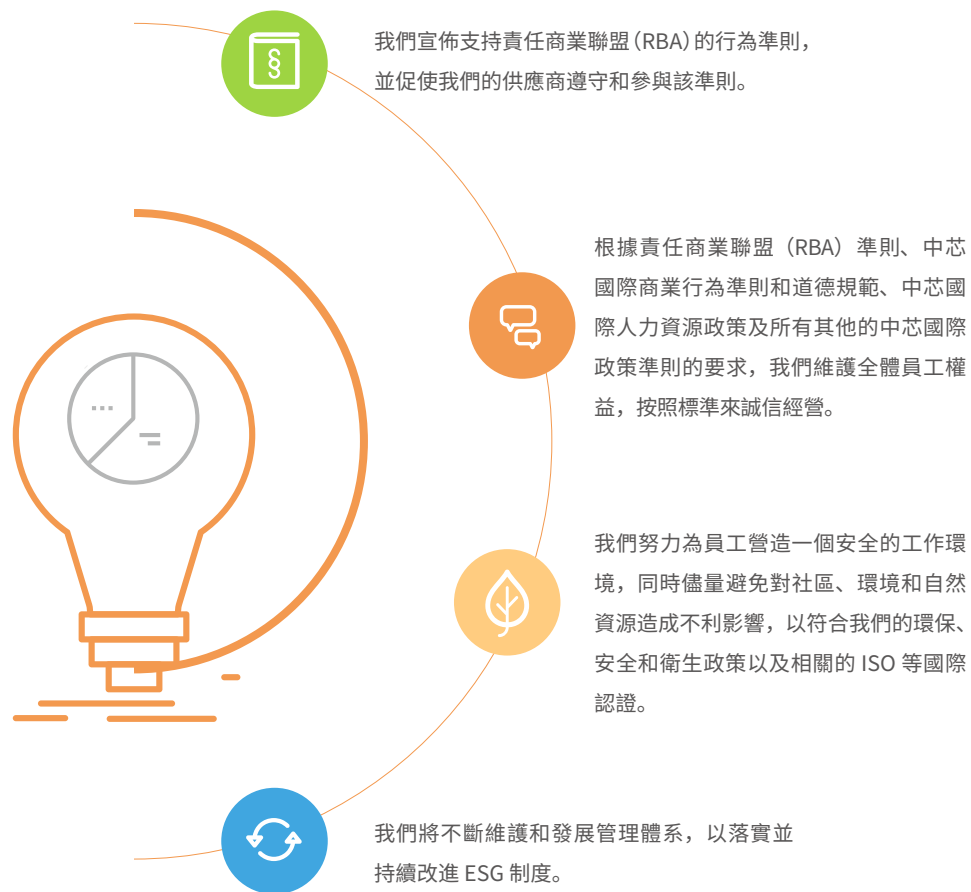 §
我們宣佈支持責任商業聯盟(RBA)的行為準則，
並促使我們的供應商遵守和參與該準則。
根據責任商業聯盟（RBA）準則、中芯
國際商業行為準則和道德規範、中芯國
際人力資源政策及所有其他的中芯國際
政策準則的要求，我們維護全體員工權
益，按照標準來誠信經營。
我們努力為員工營造一個安全的工作環
境，同時儘量避免對社區、環境和自然
資源造成不利影響，以符合我們的環保、
安全和衛生政策以及相關的 ISO 等國際
認證。
我們將不斷維護和發展管理體系，以落實並
持續改進 ESG 制度。